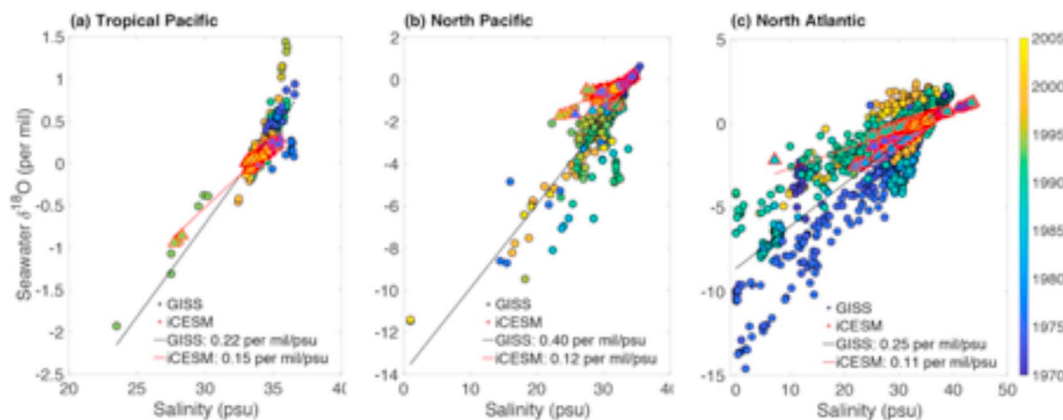 (a) Tropical Pacific
(b) North Pacific
(c) North Atlantic
Seawater δ18O (per mil)
1.5
1
0.5
0
-0.5
-1
-1.5
-2
-2.5
20 25 30 35 40
Salinity (psu)
GISS
iCESM
GISS: 0.22 per mil/psu
iCESM: 0.15 per mil/psu
2
0
-2
-4
-6
-8
-10
-12
-14
0 10 20 30 40
Salinity (psu)
GISS
iCESM
GISS: 0.40 per mil/psu
iCESM: 0.12 per mil/psu
5
0
-5
-10
-15
0 10 20 30 40 50
Salinity (psu)
GISS
iCESM
GISS: 0.25 per mil/psu
iCESM: 0.11 per mil/psu
2005
2000
1995
1990
1985
1980
1975
1970